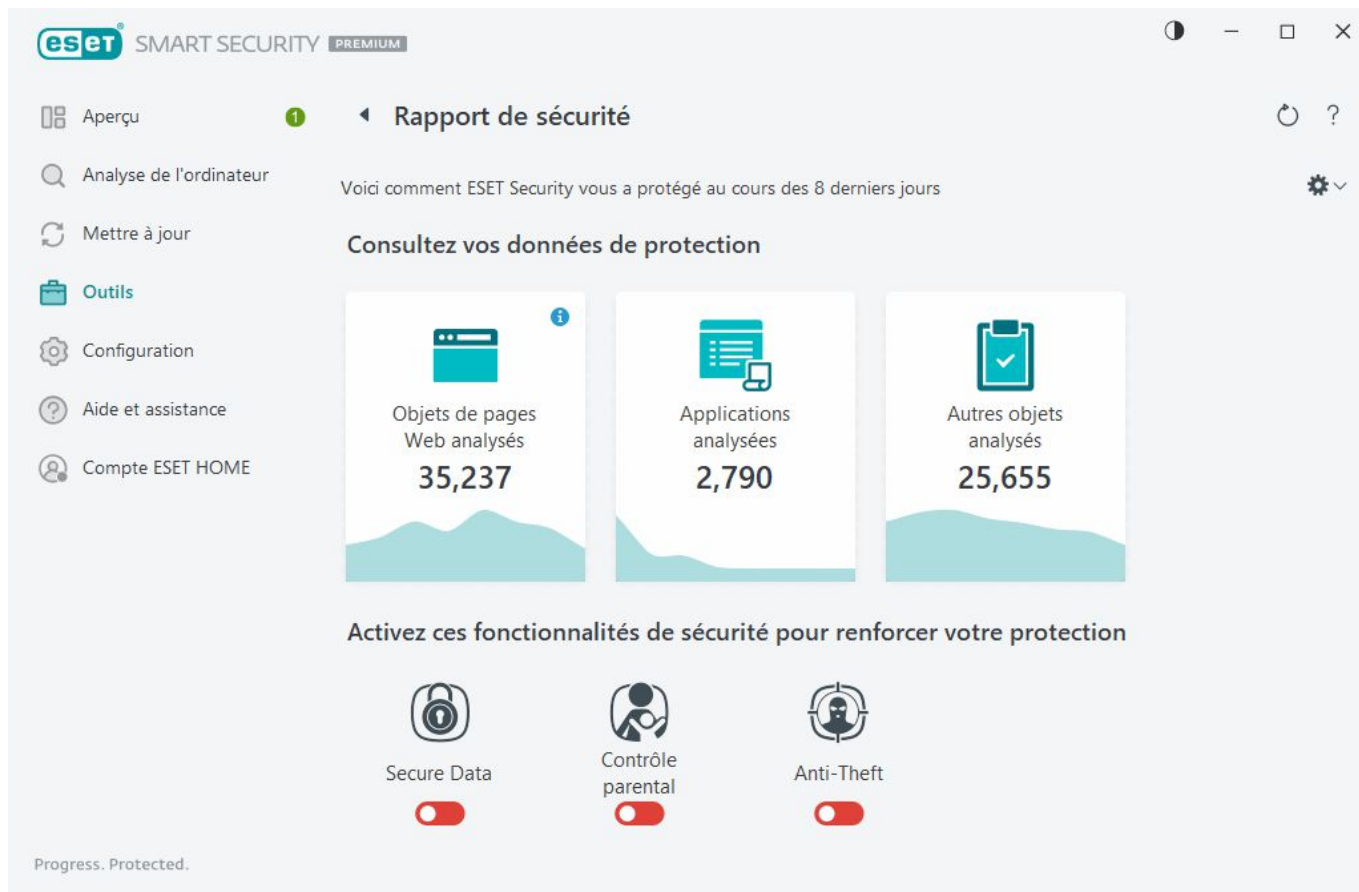 eset® SMART SECURITY PREMIUM
Aperçu 1
Analyse de l'ordinateur
Mettre à jour
Outils
Configuration
Aide et assistance
Compte ESET HOME
Rapport de sécurité ?
Voici comment ESET Security vous a protégé au cours des 8 derniers jours
Consultez vos données de protection
Objets de pages
Web analysés
35,237
Applications
analysées
2,790
Autres objets
analysés
25,655
Activez ces fonctionnalités de sécurité pour renforcer votre protection
Secure Data
Contrôle
parental
Anti-Theft
Progress. Protected.